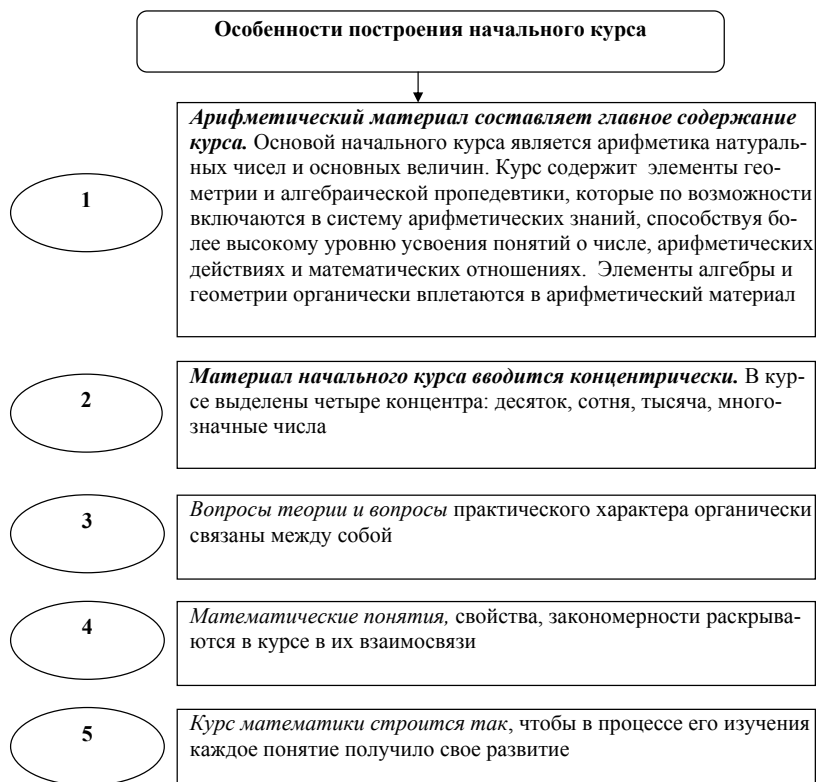 Особенности построения начального курса
1
Арифметический материал составляет главное содержание
курса. Основой начального курса является арифметика натураль-
ных чисел и основных величин. Курс содержит элементы гео-
метрии и алгебраической пропедевтики, которые по возможности
включаются в систему арифметических знаний, способствуя бо-
лее высокому уровню усвоения понятий о числе, арифметических
действиях и математических отношениях. Элементы алгебры и
геометрии органически вплетаются в арифметический материал
2
Материал начального курса вводится концентрически. В кур-
се выделены четыре концентра: десяток, сотня, тысяча, много-
значные числа
3
Вопросы теории и вопросы практического характера органически
связаны между собой
4
Математические понятия, свойства, закономерности раскрыва-
ются в курсе в их взаимосвязи
5
Курс математики строится так, чтобы в процессе его изучения
каждое понятие получило свое развитие